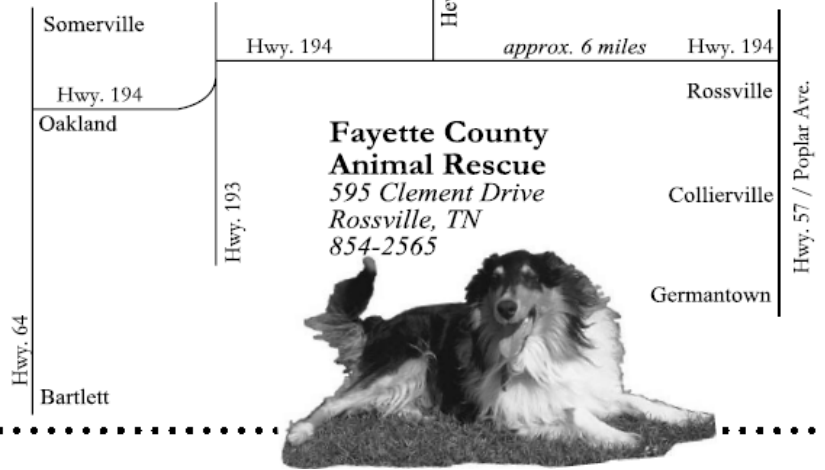 Somerville
Hwy. 194
approx. 6 miles
Hwy. 194
Hwy. 194
Oakland
Rossville
Fayette County
Animal Rescue
595 Clement Drive
Rossville, TN
854-2565
Hwy. 193
Collierville
Hwy. 57 / Poplar Ave.
Germantown
Hwy. 64
Bartlett